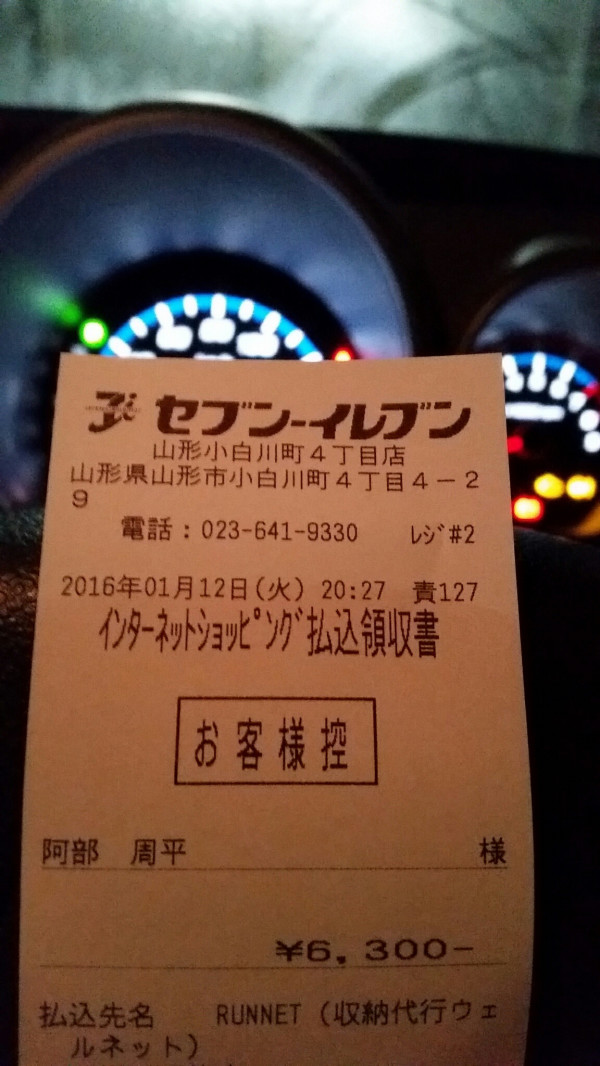 セブン-イレブン
山形小白川町4丁目店
山形県山形市小白川町4丁目4-2
9
電話:023-641-9330 レジ#2
2016年01月12日(火) 20:27 責127
インターネットショッピング払込領収書
お客様控
阿部 周平 様
¥6,300-
払込先名 RUNNET (収納代行ウェ
ルネット)